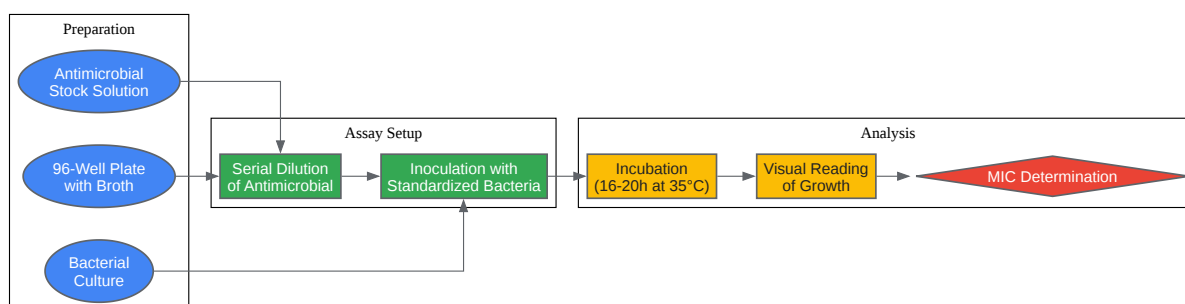 Preparation
Antimicrobial
Stock Solution
96-Well Plate
with Broth
Bacterial
Culture
Assay Setup
Serial Dilution
of Antimicrobial
Inoculation with
Standardized Bacteria
Analysis
Incubation
(16-20h at 35°C)
Visual Reading
of Growth
MIC Determination